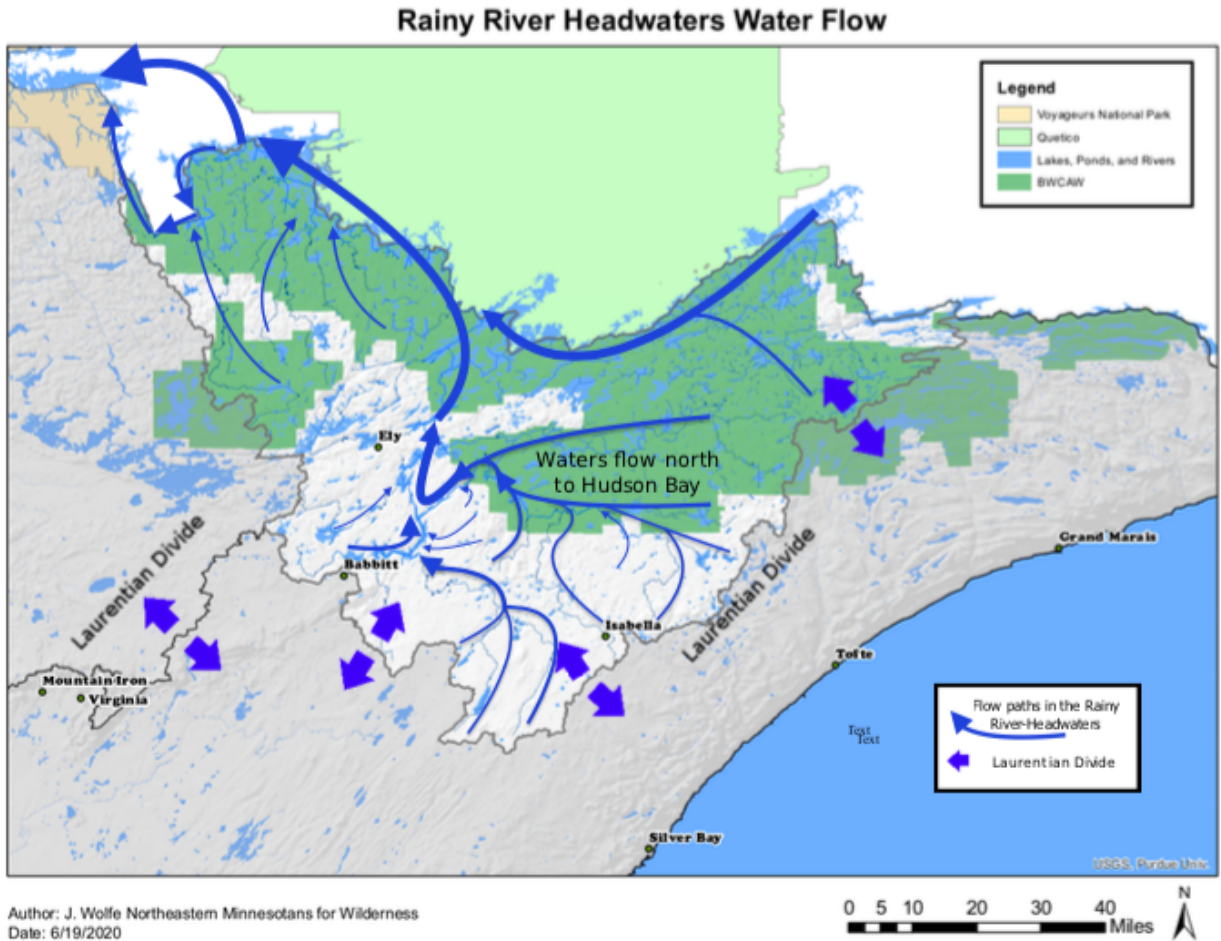 Rainy River Headwaters Water Flow
Legend
Voyageurs National Park
Quetico
Lakes, Ponds, and Rivers
BWCAW
Ely
Waters flow north
to Hudson Bay
Laurentian Divide
Babbitt
Grand Marais
Laurentian Divide
Isabella
Tofte
Mountain Iron
Virginia
Flow paths in the Rainy
River-Headwaters
Laurentian Divide
Text
Text
Silver Bay
USGS, Purdue Univ.
Author: J. Wolfe Northeastern Minnesotans for Wilderness
Date: 6/19/2020
0 5 10 20 30 40
Miles
N